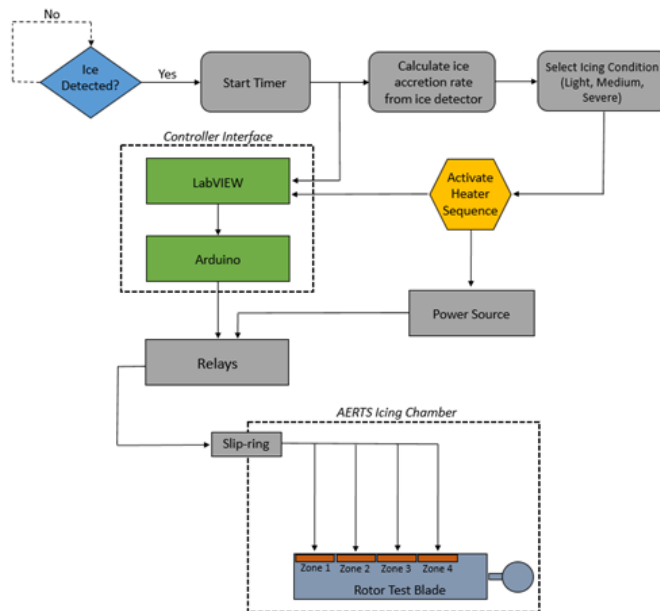 No
Ice
Detected?
Yes
Start Timer
Calculate ice
accretion rate
from ice detector
Select Icing Condition
(Light, Medium,
Severe)
Controller Interface
LabVIEW
Activate
Heater
Sequence
Arduino
Power Source
Relays
AERTS Icing Chamber
Slip-ring
Zone 1 Zone 2 Zone 3 Zone 4
Rotor Test Blade